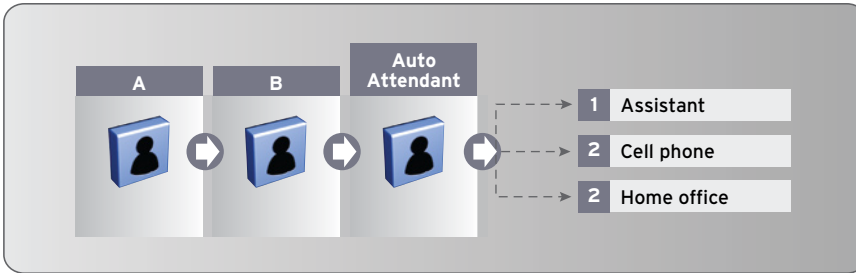 A
B
Auto
Attendant
1 Assistant
2 Cell phone
2 Home office